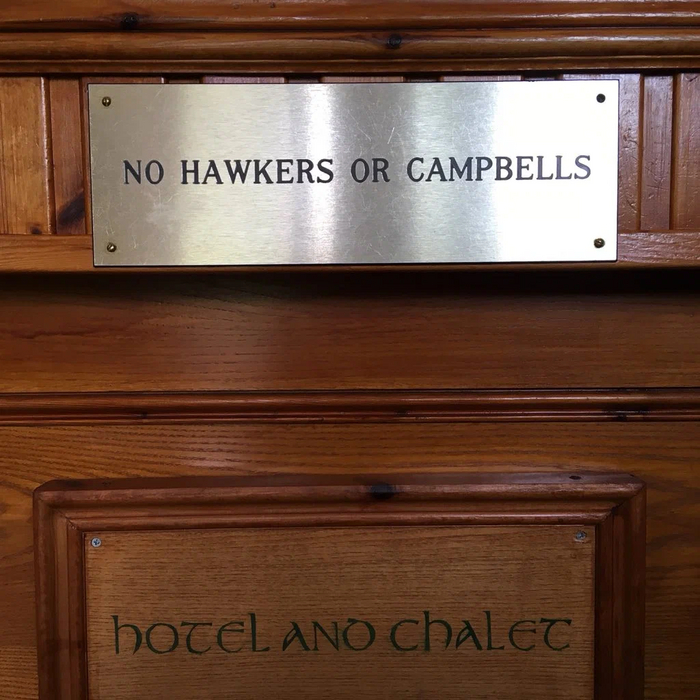 NO HAWKERS OR CAMPBELLS
hotel and chalet